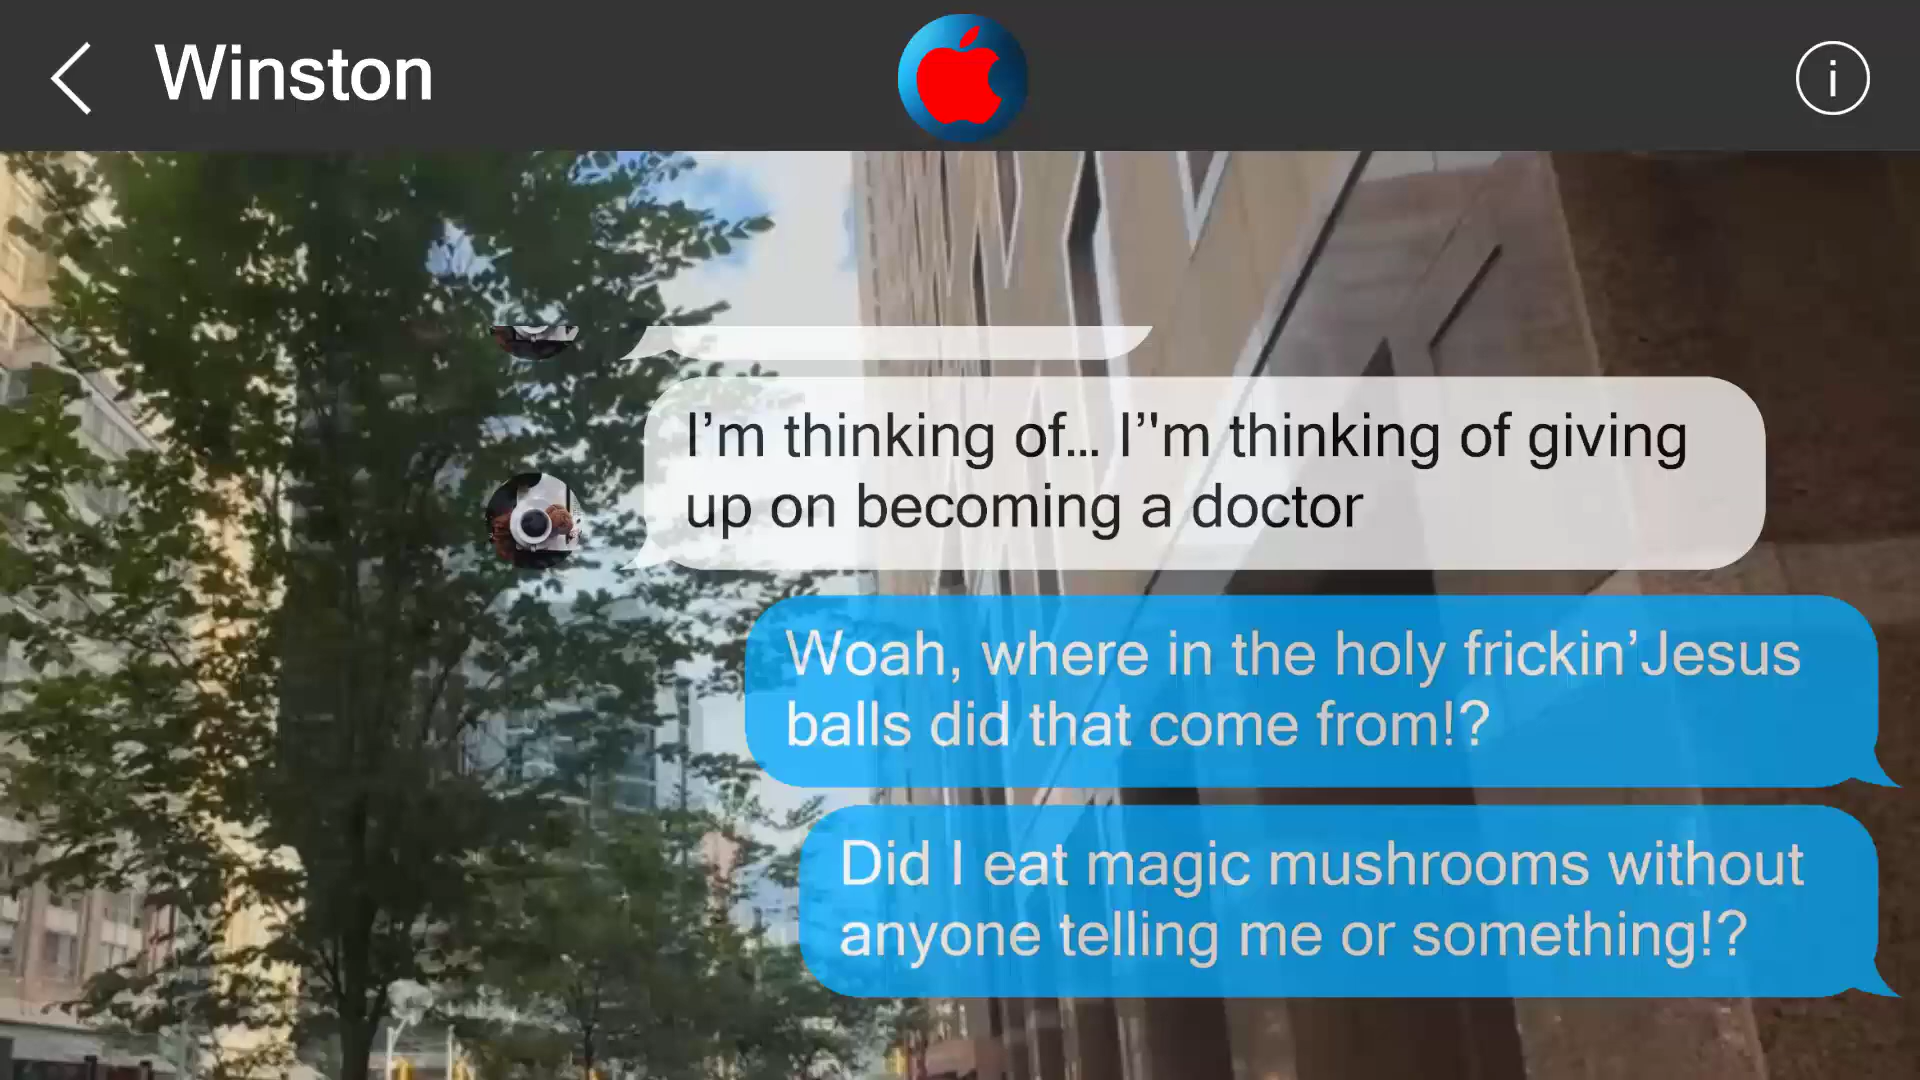 Winston
i
I’m thinking of... I’'m thinking of giving
up on becoming a doctor
Woah, where in the holy frickin’Jesus
balls did that come from!?
Did I eat magic mushrooms without
anyone telling me or something!?